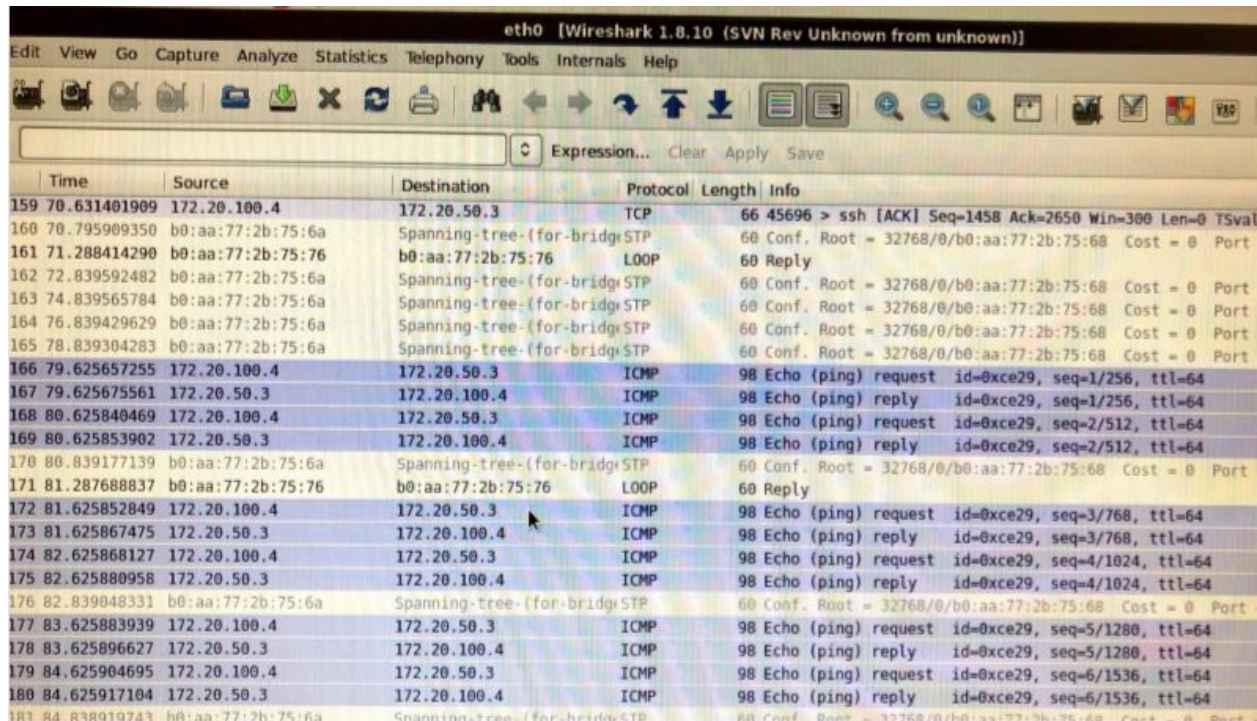 eth0 [Wireshark 1.8.10 (SVN Rev Unknown from unknown)]
Edit View Go Capture Analyze Statistics Telephony Tools Internals Help
Expression... Clear Apply Save
Time Source Destination Protocol Length Info
159 70.631401909 172.20.100.4 172.20.50.3 TCP 66 45696 > ssh [ACK] Seq=1458 Ack=2650 Win=300 Len=0 TSval
160 70.795909350 b0:aa:77:2b:75:6a Spanning-tree-(for-bridg STP 60 Conf. Root = 32768/0/b0:aa:77:2b:75:68 Cost = 0 Port
161 71.288414290 b0:aa:77:2b:75:76 b0:aa:77:2b:75:76 LOOP 60 Reply
162 72.839592482 b0:aa:77:2b:75:6a Spanning-tree-(for-bridg STP 60 Conf. Root = 32768/0/b0:aa:77:2b:75:68 Cost = 0 Port
163 74.839565784 b0:aa:77:2b:75:6a Spanning-tree-(for-bridg STP 60 Conf. Root = 32768/0/b0:aa:77:2b:75:68 Cost = 0 Port
164 76.839429629 b0:aa:77:2b:75:6a Spanning-tree-(for-bridg STP 60 Conf. Root = 32768/0/b0:aa:77:2b:75:68 Cost = 0 Port
165 78.839304283 b0:aa:77:2b:75:6a Spanning-tree-(for-bridg STP 60 Conf. Root = 32768/0/b0:aa:77:2b:75:68 Cost = 0 Port
166 79.625657255 172.20.100.4 172.20.50.3 ICMP 98 Echo (ping) request id=0xce29, seq=1/256, ttl=64
167 79.625675561 172.20.50.3 172.20.100.4 ICMP 98 Echo (ping) reply id=0xce29, seq=1/256, ttl=64
168 80.625840469 172.20.100.4 172.20.50.3 ICMP 98 Echo (ping) request id=0xce29, seq=2/512, ttl=64
169 80.625853902 172.20.50.3 172.20.100.4 ICMP 98 Echo (ping) reply id=0xce29, seq=2/512, ttl=64
170 80.839177139 b0:aa:77:2b:75:6a Spanning-tree-(for-bridg STP 60 Conf. Root = 32768/0/b0:aa:77:2b:75:68 Cost = 0 Port
171 81.287688837 b0:aa:77:2b:75:76 b0:aa:77:2b:75:76 LOOP 60 Reply
172 81.625852849 172.20.100.4 172.20.50.3 ICMP 98 Echo (ping) request id=0xce29, seq=3/768, ttl=64
173 81.625867475 172.20.50.3 172.20.100.4 ICMP 98 Echo (ping) reply id=0xce29, seq=3/768, ttl=64
174 82.625868127 172.20.100.4 172.20.50.3 ICMP 98 Echo (ping) request id=0xce29, seq=4/1024, ttl=64
175 82.625880958 172.20.50.3 172.20.100.4 ICMP 98 Echo (ping) reply id=0xce29, seq=4/1024, ttl=64
176 82.839048331 b0:aa:77:2b:75:6a Spanning-tree-(for-bridg STP 60 Conf. Root = 32768/0/b0:aa:77:2b:75:68 Cost = 0 Port
177 83.625883939 172.20.100.4 172.20.50.3 ICMP 98 Echo (ping) request id=0xce29, seq=5/1280, ttl=64
178 83.625896627 172.20.50.3 172.20.100.4 ICMP 98 Echo (ping) reply id=0xce29, seq=5/1280, ttl=64
179 84.625904695 172.20.100.4 172.20.50.3 ICMP 98 Echo (ping) request id=0xce29, seq=6/1536, ttl=64
180 84.625917104 172.20.50.3 172.20.100.4 ICMP 98 Echo (ping) reply id=0xce29, seq=6/1536, ttl=64
181 84.838919743 b0:aa:77:2b:75:6a Spanning-tree-(for-bridg STP 60 Conf. Root = 32768/0/b0:aa:77:2b:75:68